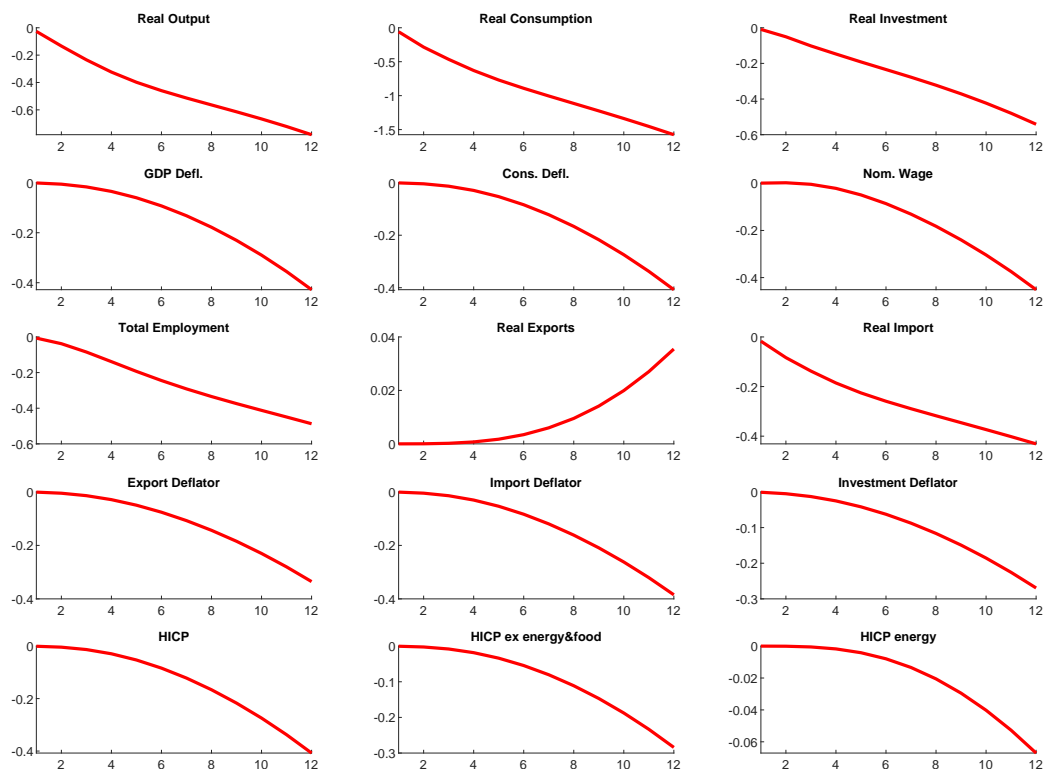 Real Output
0
-0.2
-0.4
-0.6
2 4 6 8 10 12
Real Consumption
0
-0.5
-1
-1.5
2 4 6 8 10 12
Real Investment
0
-0.2
-0.4
-0.6
2 4 6 8 10 12
GDP Defl.
0
-0.2
-0.4
2 4 6 8 10 12
Cons. Defl.
0
-0.2
-0.4
2 4 6 8 10 12
Nom. Wage
0
-0.2
-0.4
2 4 6 8 10 12
Total Employment
0
-0.2
-0.4
-0.6
2 4 6 8 10 12
Real Exports
0.04
0.02
0
2 4 6 8 10 12
Real Import
0
-0.2
-0.4
2 4 6 8 10 12
Export Deflator
0
-0.2
-0.4
2 4 6 8 10 12
Import Deflator
0
-0.2
-0.4
2 4 6 8 10 12
Investment Deflator
0
-0.1
-0.2
-0.3
2 4 6 8 10 12
HICP
0
-0.2
-0.4
2 4 6 8 10 12
HICP ex energy&food
0
-0.1
-0.2
-0.3
2 4 6 8 10 12
HICP energy
0
-0.02
-0.04
-0.06
2 4 6 8 10 12